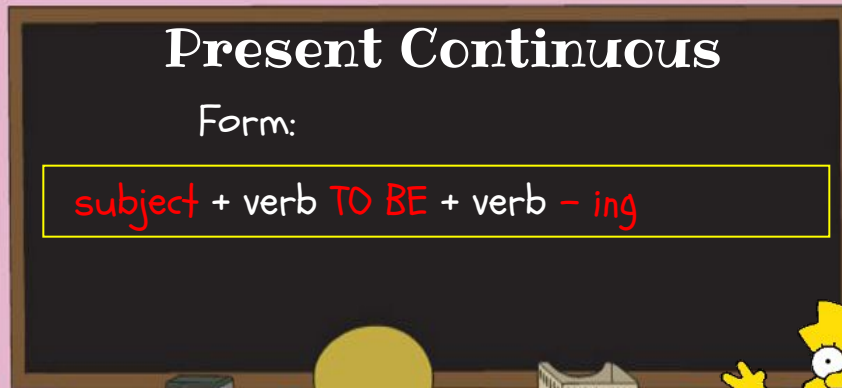 Present Continuous
Form:
subject + verb TO BE + verb - ing